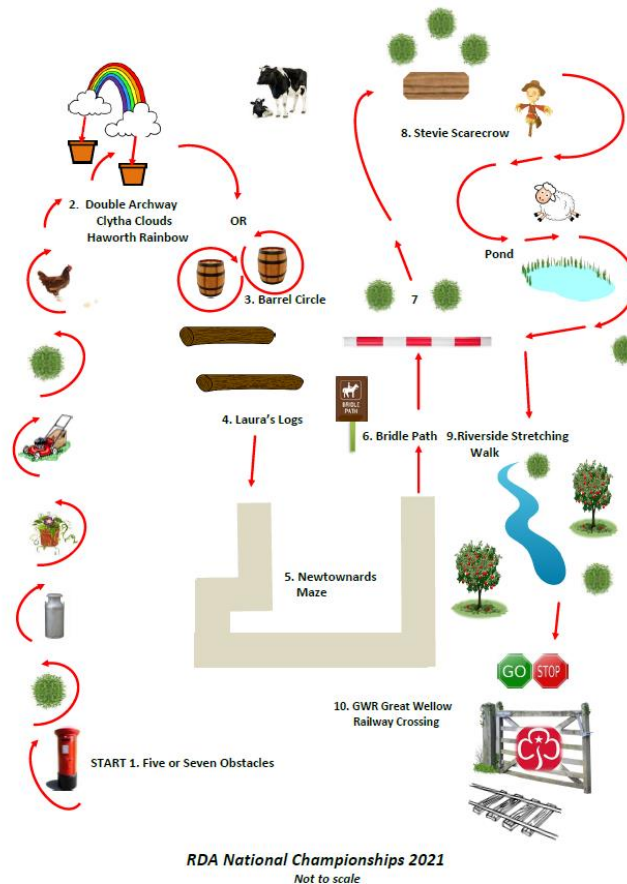 8. Stevie Scarecrow
2. Double Archway
Clytha Clouds
Haworth Rainbow
OR
3. Barrel Circle
Pond
7
4. Laura's Logs
BRIDLE
PATH
6. Bridle Path
9.Riverside Stretching
Walk
5. Newtownards
Maze
GO
STOP
10. GWR Great Wellow
Railway Crossing
START 1. Five or Seven Obstacles
RDA National Championships 2021
Not to scale